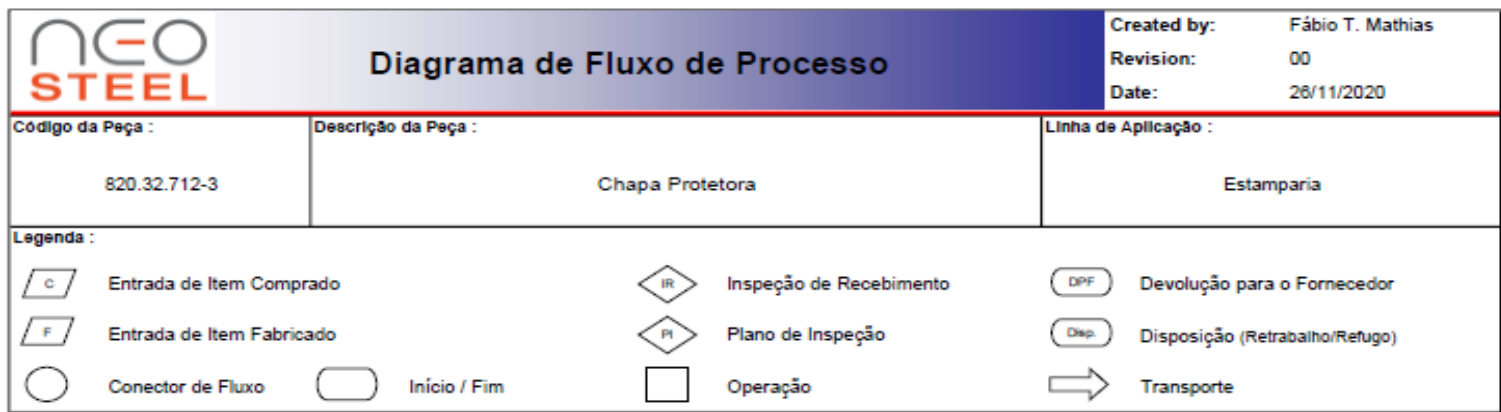 NEO
STEEL
Diagrama de Fluxo de Processo
Created by: Fábio T. Mathias
Revision: 00
Date: 26/11/2020
Código da Peça : Descrição da Peça : Linha de Aplicação :
820.32.712-3 Chapa Protetora Estamparia
Legenda :
C Entrada de Item Comprado IR Inspeção de Recebimento DPF Devolução para o Fornecedor
F Entrada de Item Fabricado PI Plano de Inspeção Disp. Disposição (Retrabalho/Refugo)
Conector de Fluxo Início / Fim Operação Transporte